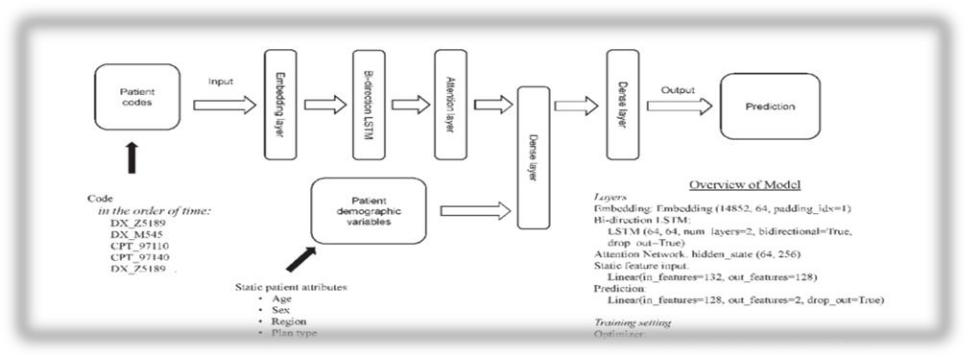 Patient
codes
Input
Embedding layer
Bi-direction LSTM
Attention layer
Dense layer
Dense layer
Output
Prediction
Patient
demographic
variables
Code
in the order of time:
DX_Z5189
DX_M545
CPT_97110
CPT_97140
DX_Z5189
Static patient attributes
• Age
• Sex
• Region
• Plan type
Overview of Model
Layers
Embedding: Embedding (14852, 64, padding_idx=1)
Bi-direction LSTM:
LSTM (64, 64, num_layers=2, bidirectional=True,
drop_out=True)
Attention Network. hidden_state (64, 256)
Static feature input.
Linear(in_features=132, out_features=128)
Prediction:
Linear(in_features=128, out_features=2, drop_out=True)
Training setting
Optimizer: